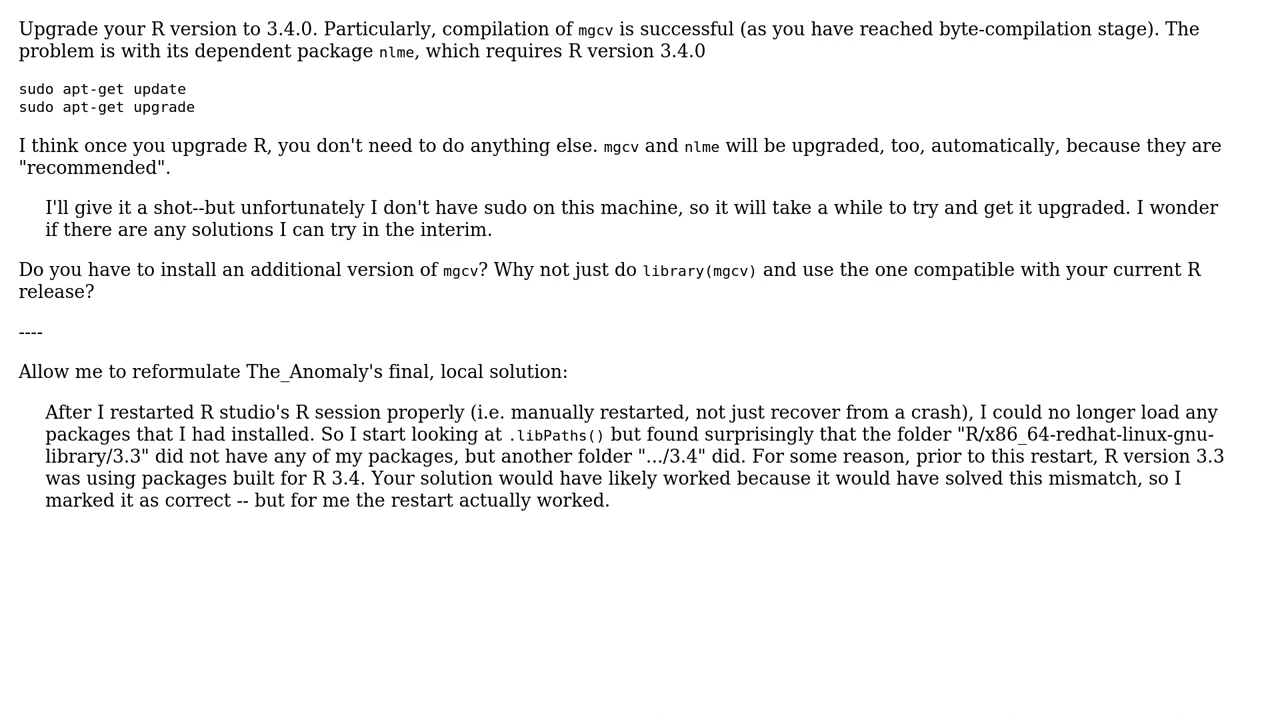 Upgrade your R version to 3.4.0. Particularly, compilation of mgcv is successful (as you have reached byte-compilation stage). The
problem is with its dependent package nlme, which requires R version 3.4.0
sudo apt-get update
sudo apt-get upgrade
I think once you upgrade R, you don't need to do anything else. mgcv and nlme will be upgraded, too, automatically, because they are
"recommended".
I'll give it a shot--but unfortunately I don't have sudo on this machine, so it will take a while to try and get it upgraded. I wonder
if there are any solutions I can try in the interim.
Do you have to install an additional version of mgcv? Why not just do library(mgcv) and use the one compatible with your current R
release?
----
Allow me to reformulate The_Anomaly's final, local solution:
After I restarted R studio's R session properly (i.e. manually restarted, not just recover from a crash), I could no longer load any
packages that I had installed. So I start looking at .libPaths() but found surprisingly that the folder "R/x86_64-redhat-linux-gnu-
library/3.3" did not have any of my packages, but another folder ".../3.4" did. For some reason, prior to this restart, R version 3.3
was using packages built for R 3.4. Your solution would have likely worked because it would have solved this mismatch, so I
marked it as correct -- but for me the restart actually worked.